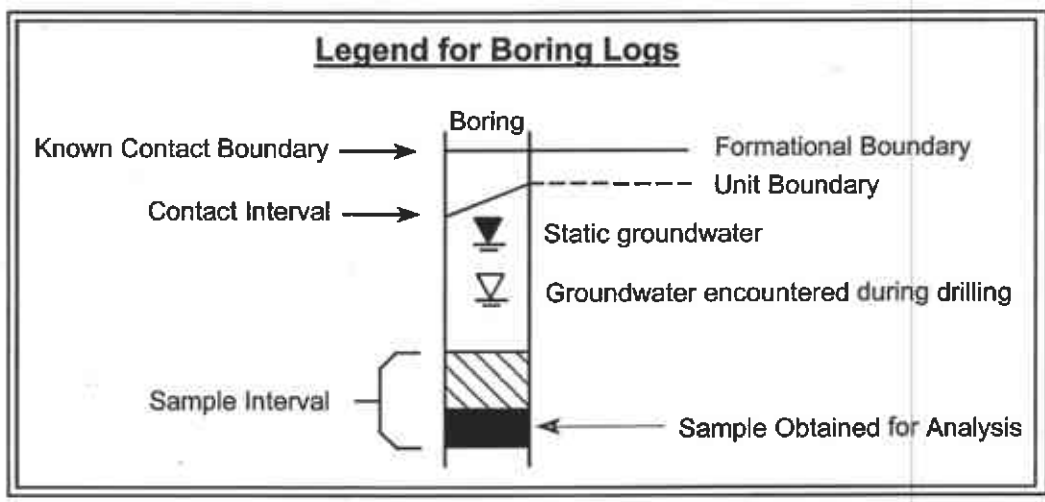 Legend for Boring Logs
Boring
Known Contact Boundary
Formational Boundary
Unit Boundary
Contact Interval
Static groundwater
Groundwater encountered during drilling
Sample Interval
Sample Obtained for Analysis